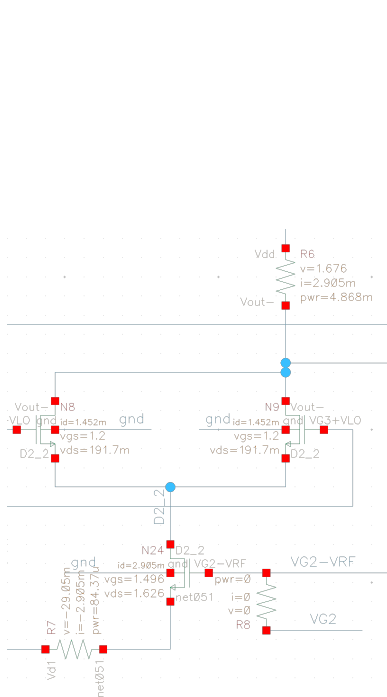 Vdd
R6
v=1.676
i=2.905m
pwr=4.868m
Vout-
Vout-
N8
-VLO
gnd
id=1.452m
gnd
vgs=1.2
D2_2
vds=191.7m
N9
Vout-
gnd
id=1.452m
gnd
VG3+VLO
vgs=1.2
vds=191.7m
D2_2
D2_2
N24
D2_2
gnd
id=2.905m
gnd
VG2-VRF
VG2-VRF
vgs=1.496
pwr=0
i=0
vds=1.626
net051
v=0
R8
VG2
R7
v=-29.05m
i=-2.905m
pwr=84.37u
Vd1
net051